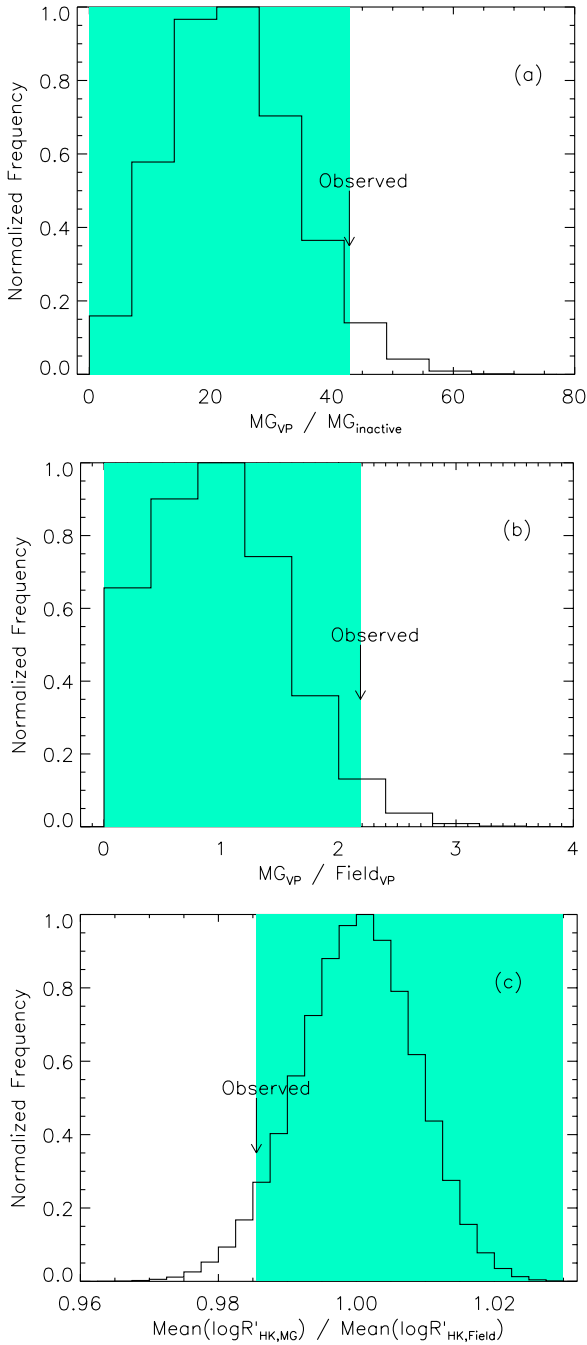 1.0
0.8
0.6
0.4
0.2
0.0
Normalized Frequency
(a)
Observed
0 20 40 60 80
MG_VP / MG_inactive
1.0
0.8
0.6
0.4
0.2
0.0
Normalized Frequency
(b)
Observed
0 1 2 3 4
MG_VP / Field_VP
1.0
0.8
0.6
0.4
0.2
0.0
Normalized Frequency
(c)
Observed
0.96 0.98 1.00 1.02
Mean(logR'_HK,MG) / Mean(logR'_HK,Field)